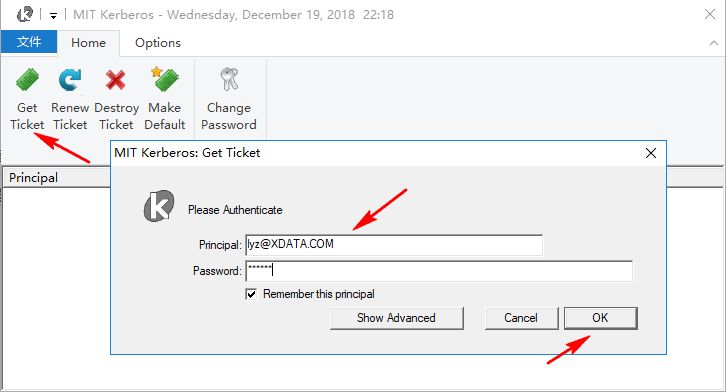 MIT Kerberos - Wednesday, December 19, 2018  22:18
文件 Home Options
Get Ticket
Renew Ticket
Destroy Ticket
Make Default
Change Password
Principal
MIT Kerberos: Get Ticket
Please Authenticate
Principal: lyz@XDATA.COM
Password: ******
Remember this principal
Show Advanced Cancel OK